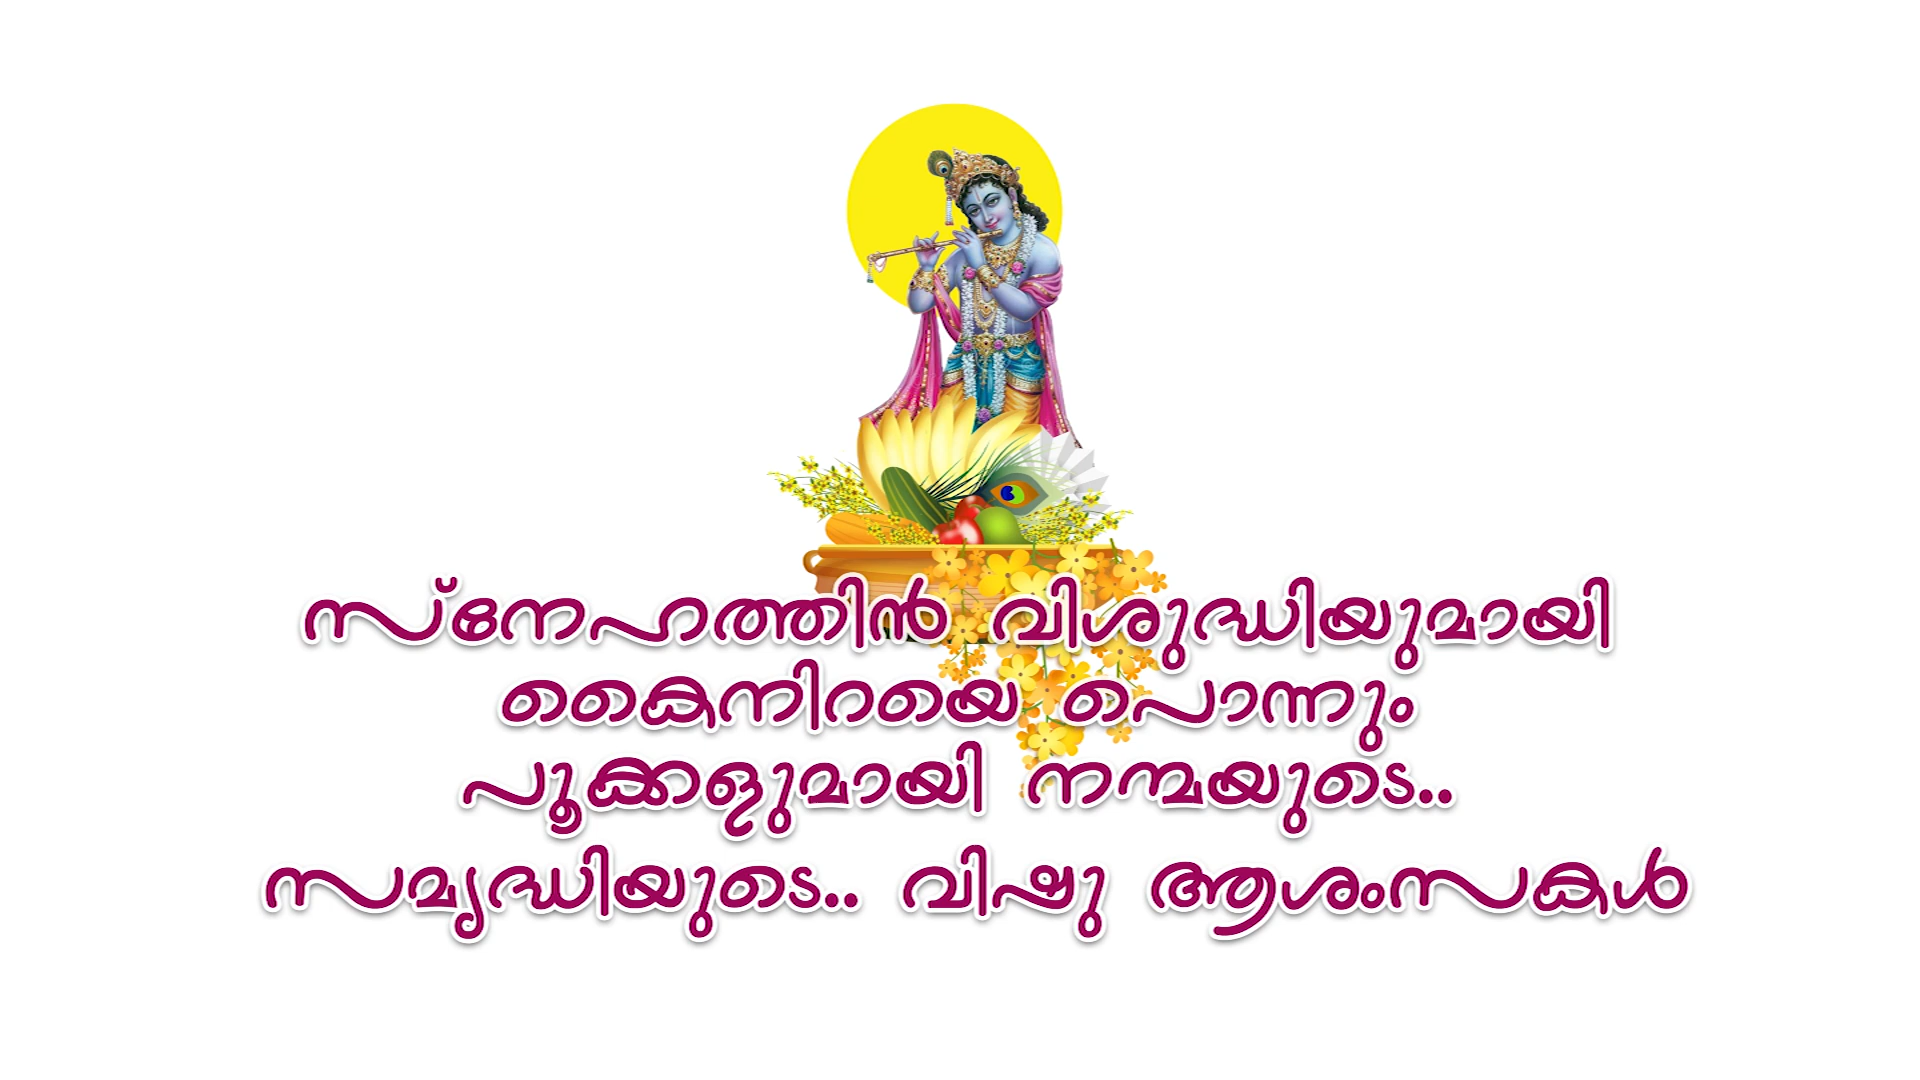 സ്നേഹത്തിൻ വിശുദ്ധിയുമായി
കൈനിറയെ പൊന്നും
പൂക്കളുമായി നന്മയുടെ..
സമൃദ്ധിയുടെ.. വിഷു ആശംസകൾ